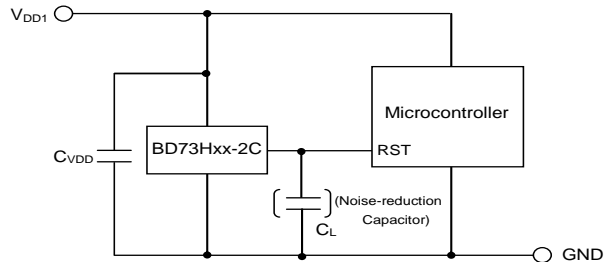 VDD1
Microcontroller
BD73Hxx-2C
CVDD
RST
(Noise-reduction
Capacitor)
CL
GND